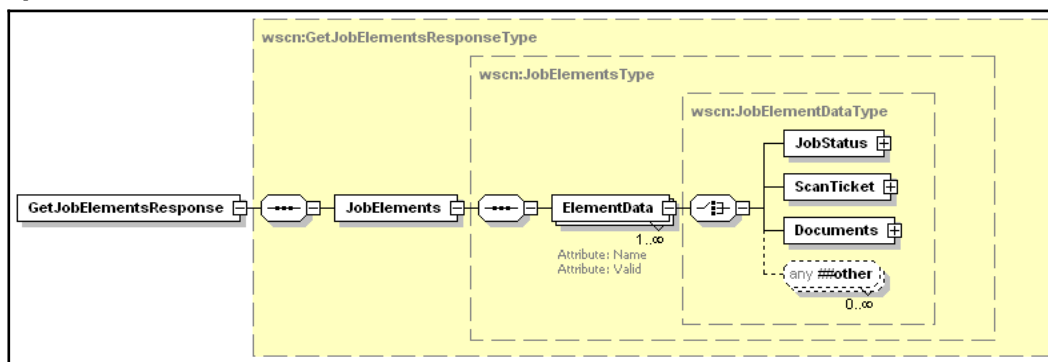 wscn:GetJobElementsResponseType
wscn:JobElementsType
wscn:JobElementDataType
JobStatus
ScanTicket
GetJobElementsResponse
JobElements
ElementData
1..∞
Attribute: Name
Attribute: Valid
Documents
any ##other
0..∞